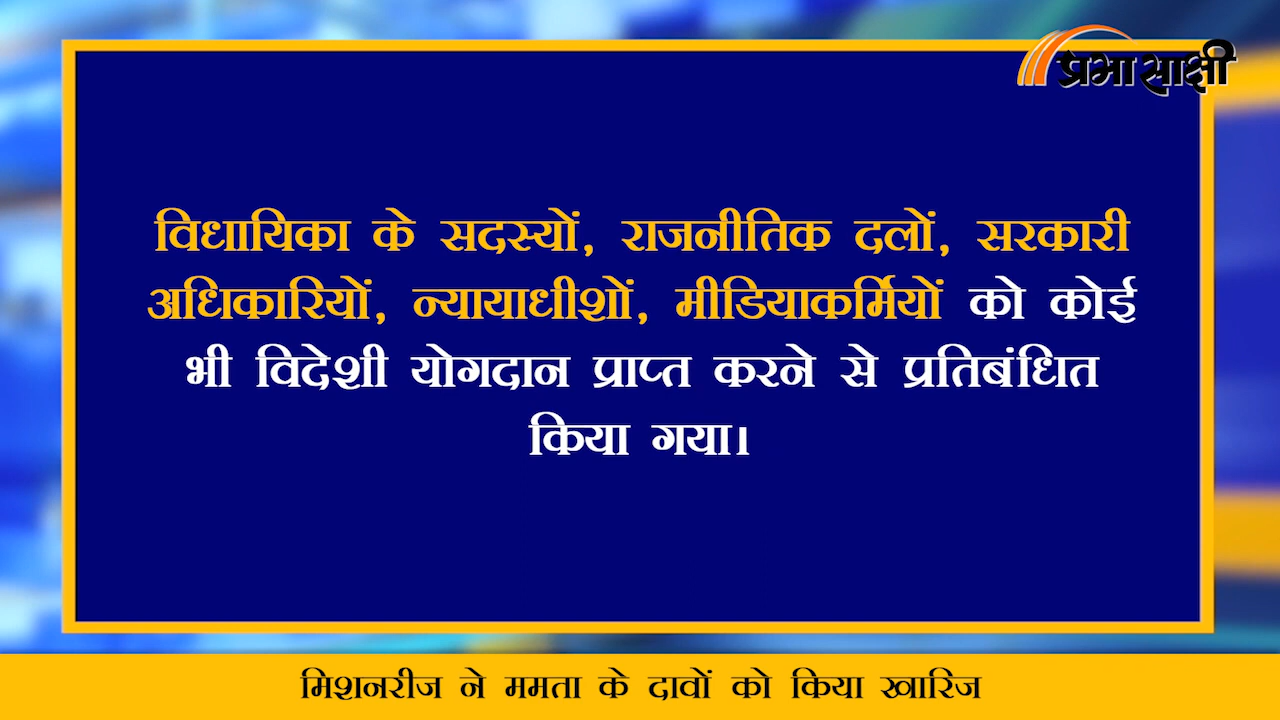 प्रभासाक्षी
विधायिका के सदस्यों, राजनीतिक दलों, सरकारी
अधिकारियों, न्यायाधीशों, मीडियाकर्मियों को कोई
भी विदेशी योगदान प्राप्त करने से प्रतिबंधित
किया गया।
मिशनरीज ने ममता के दावों को किया खारिज